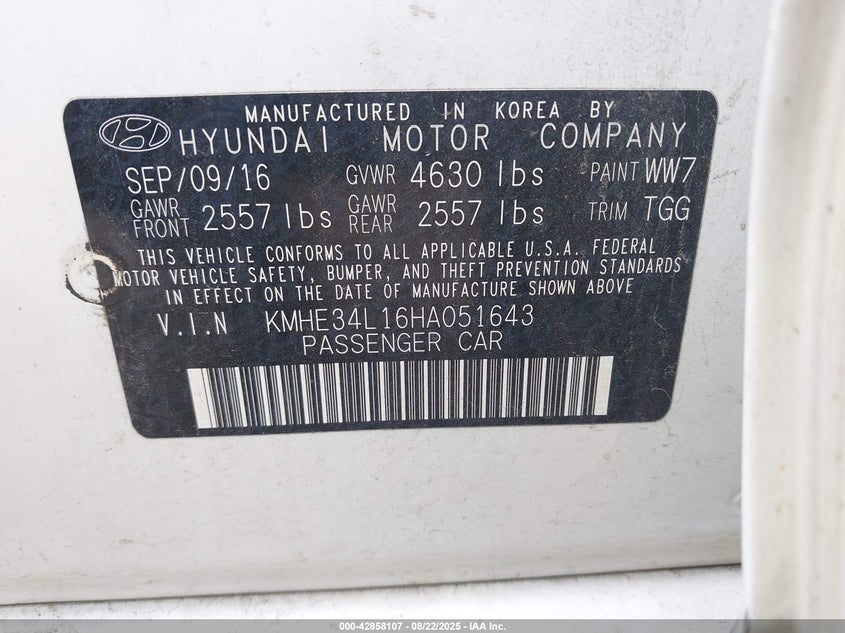 MANUFACTURED IN KOREA BY
HYUNDAI MOTOR COMPANY
SEP/09/16 GVWR 4630 lbs PAINT WW7
GAWR FRONT 2557 lbs GAWR REAR 2557 lbs TRIM TGG
THIS VEHICLE CONFORMS TO ALL APPLICABLE U.S.A. FEDERAL
MOTOR VEHICLE SAFETY, BUMPER, AND THEFT PREVENTION STANDARDS
IN EFFECT ON THE DATE OF MANUFACTURE SHOWN ABOVE
V.I.N KMHE34L16HA051643
PASSENGER CAR
000-42858107 - 08/22/2025 - IAA Inc.